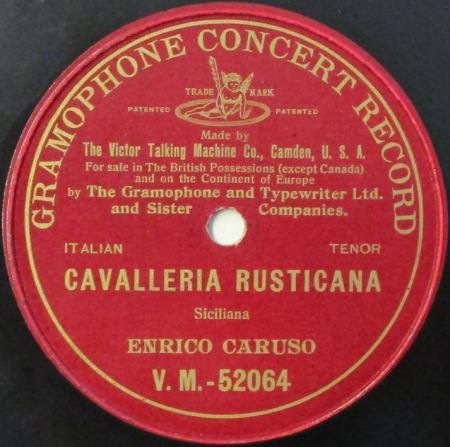 GRAMOPHONE CONCERT RECORD
TRADE MARK
PATENTED PATENTED
Made by
The Victor Talking Machine Co., Camden, U. S. A.
For sale in The British Possessions (except Canada)
and on the Continent of Europe
by The Gramophone and Typewriter Ltd.
and Sister Companies.
ITALIAN TENOR
CAVALLERIA RUSTICANA
Siciliana
ENRICO CARUSO
V. M.-52064